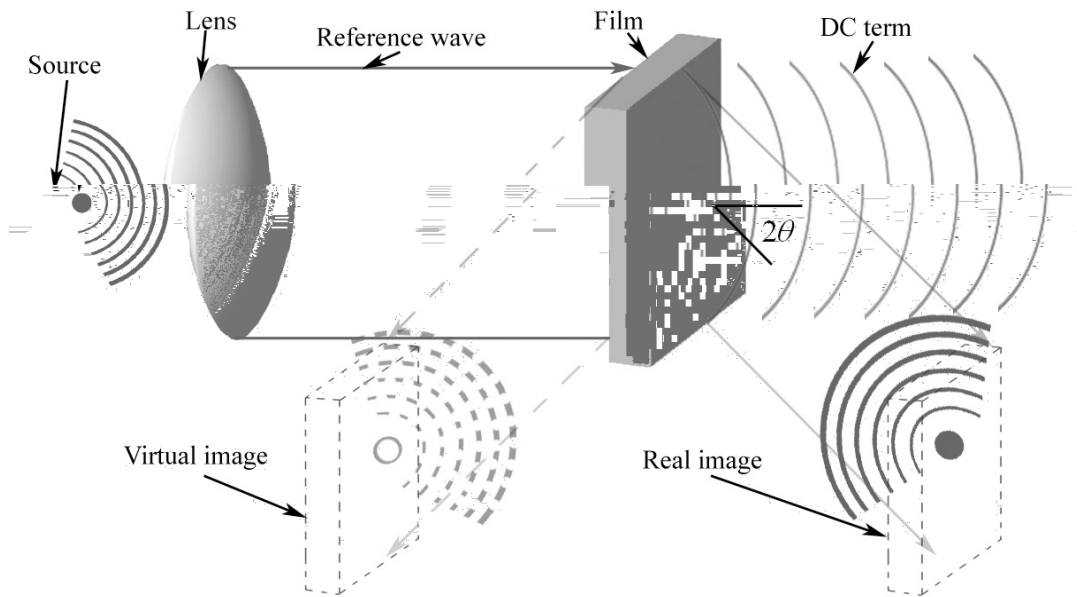 Lens
Film
DC term
Reference wave
Source
2θ
Virtual image
Real image